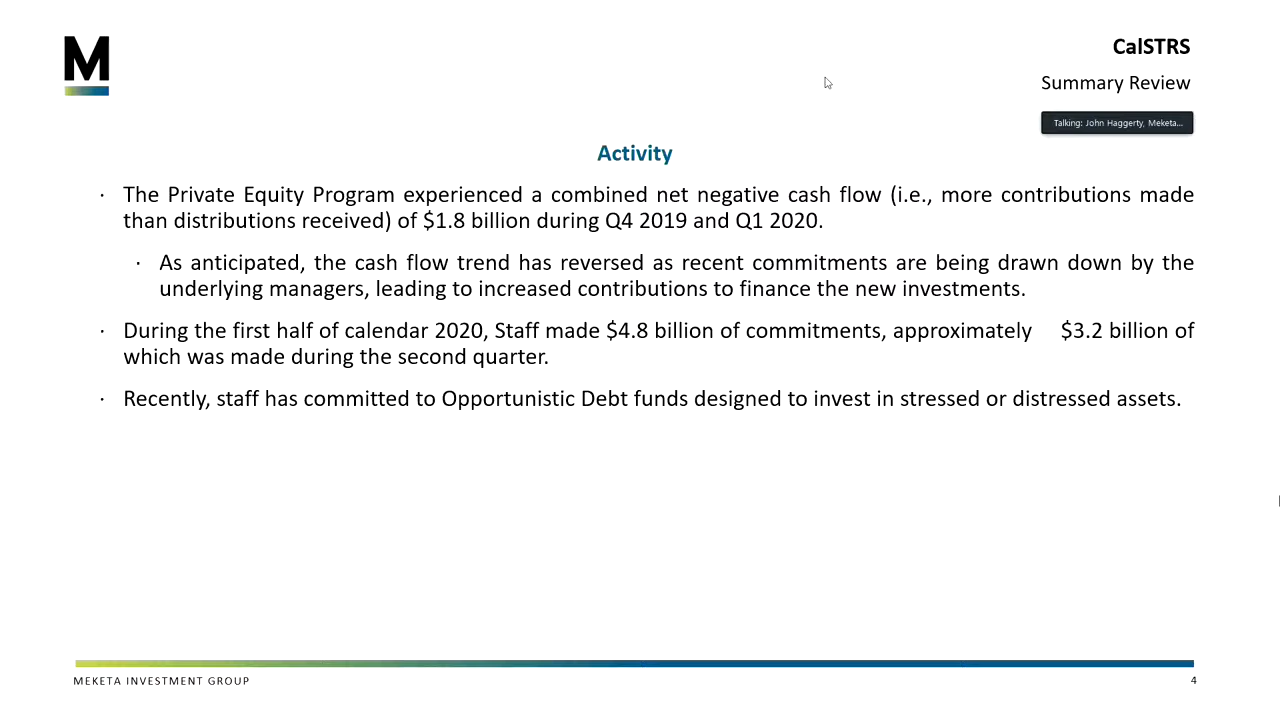 M
CalSTRS
Summary Review
Talking: John Haggerty, Meketa...
Activity
· The Private Equity Program experienced a combined net negative cash flow (i.e., more contributions made
than distributions received) of $1.8 billion during Q4 2019 and Q1 2020.
· As anticipated, the cash flow trend has reversed as recent commitments are being drawn down by the
underlying managers, leading to increased contributions to finance the new investments.
· During the first half of calendar 2020, Staff made $4.8 billion of commitments, approximately $3.2 billion of
which was made during the second quarter.
· Recently, staff has committed to Opportunistic Debt funds designed to invest in stressed or distressed assets.
MEKETA INVESTMENT GROUP
4